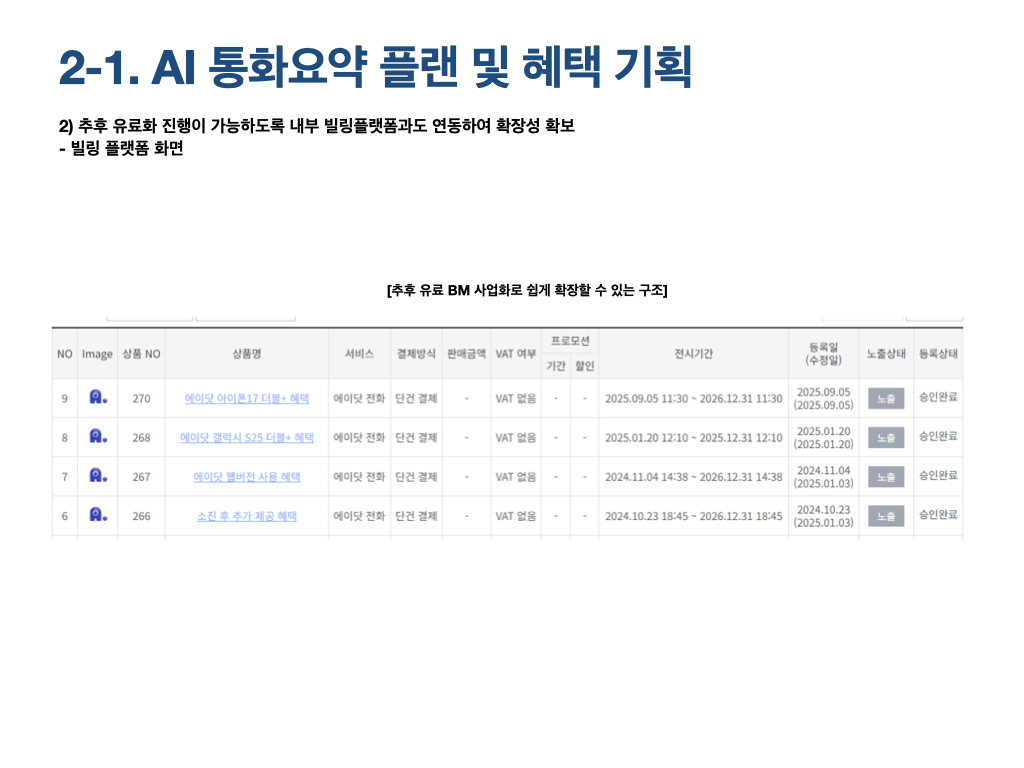 2-1. AI 통화요약 플랜 및 혜택 기획
2) 추후 유료화 진행이 가능하도록 내부 빌링플랫폼과도 연동하여 확장성 확보
- 빌링 플랫폼 화면
[추후 유료 BM 사업화로 쉽게 확장할 수 있는 구조]
NO Image 상품 NO 상품명 서비스 결제방식 판매금액 VAT 여부 프로모션 전시기간 등록일 노출상태 등록상태
기간 할인 (수정일)
9 270 에이닷 아이폰17 더블+ 혜택 에이닷 전화 단건 결제 - VAT 없음 - - 2025.09.05 11:30 ~ 2026.12.31 11:30 2025.09.05 노출 승인완료
(2025.09.05)
8 268 에이닷 갤럭시 S25 더블+ 혜택 에이닷 전화 단건 결제 - VAT 없음 - - 2025.01.20 12:10 ~ 2025.12.31 12:10 2025.01.20 노출 승인완료
(2025.01.20)
7 267 에이닷 웹버전 사용 혜택 에이닷 전화 단건 결제 - VAT 없음 - - 2024.11.04 14:38 ~ 2026.12.31 14:38 2024.11.04 노출 승인완료
(2025.01.03)
6 266 소진 후 추가 제공 혜택 에이닷 전화 단건 결제 - VAT 없음 - - 2024.10.23 18:45 ~ 2026.12.31 18:45 2024.10.23 노출 승인완료
(2025.01.03)